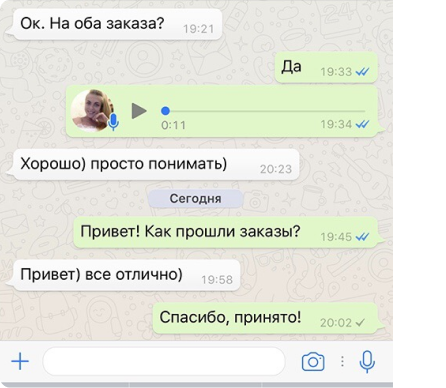 Ок. На оба заказа?
19:21
Да
19:33
0:11
19:34
Хорошо) просто понимать)
20:23
Сегодня
Привет! Как прошли заказы?
19:45
Привет) все отлично)
19:58
Спасибо, принято!
20:02